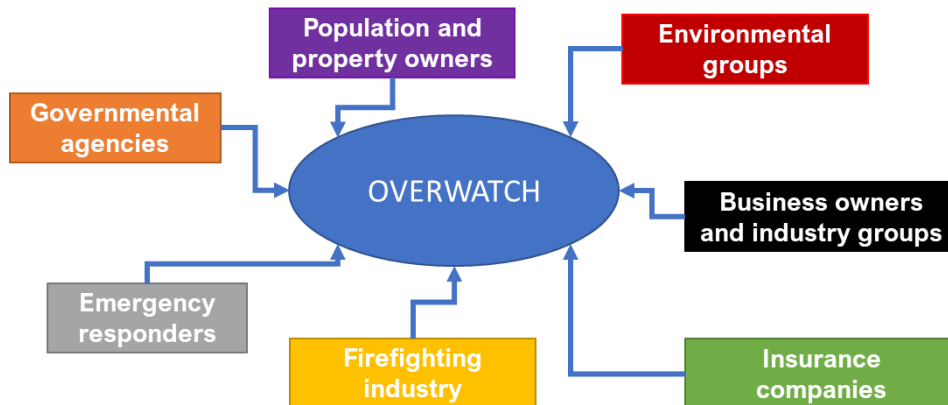 Population and
property owners
Environmental
groups
Governmental
agencies
OVERWATCH
Business owners
and industry groups
Emergency
responders
Firefighting
industry
Insurance
companies